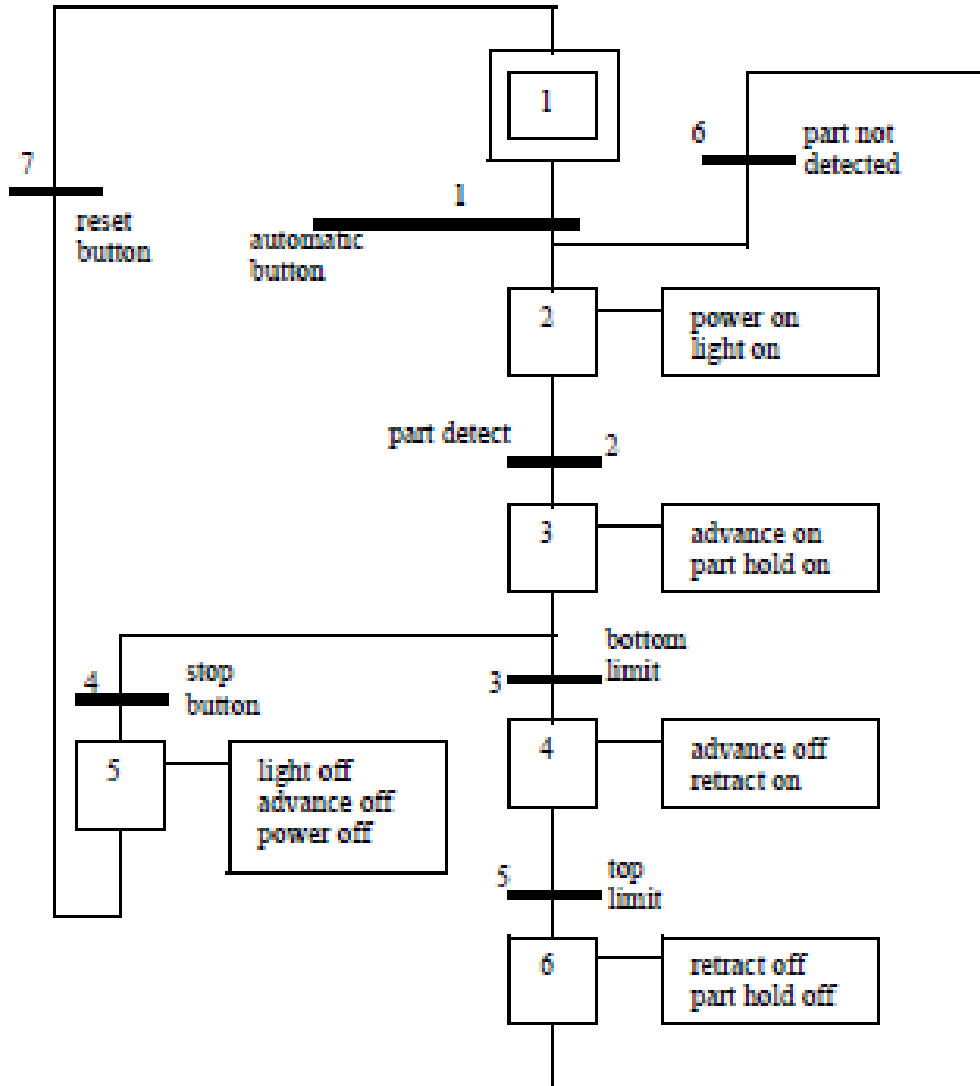 1
6
part not
detected
7
reset
button
1
automatic
button
2
power on
light on
part detect
2
3
advance on
part hold on
bottom
limit
3
4
stop
button
4
advance off
retract on
5
light off
advance off
power off
5
top
limit
6
retract off
part hold off